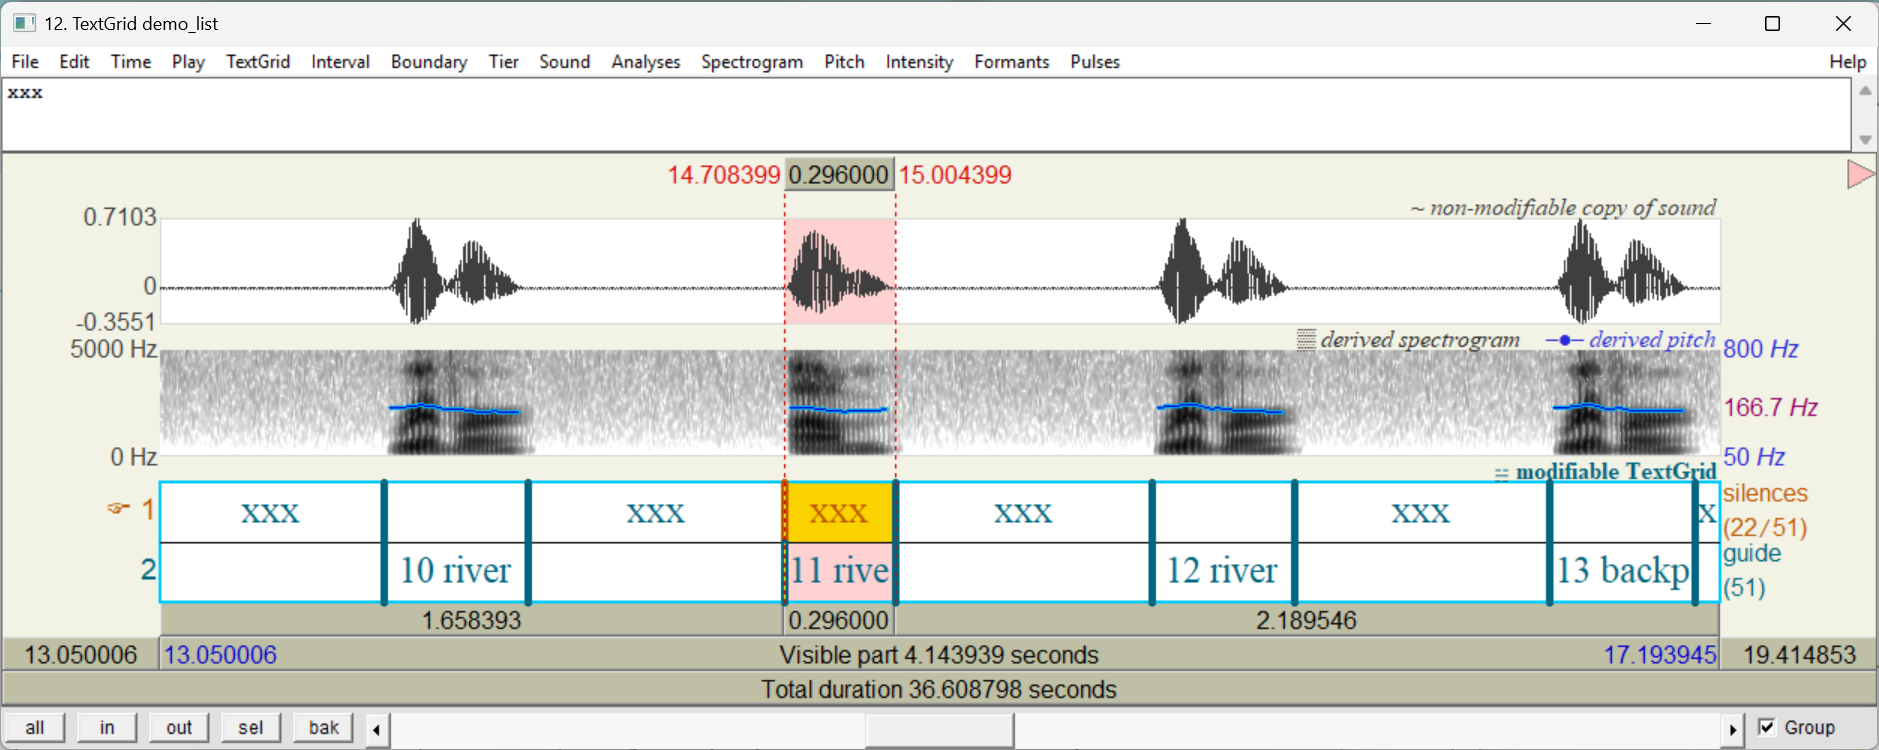 12. TextGrid demo_list
File Edit Time Play TextGrid Interval Boundary Tier Sound Analyses Spectrogram Pitch Intensity Formants Pulses Help
xxx
14.708399 0.296000 15.004399
~ non-modifiable copy of sound
0.7103
0
-0.3551
derived spectrogram derived pitch
5000 Hz 800 Hz
166.7 Hz
0 Hz 50 Hz
modifiable TextGrid
1 xxx xxx xxx xxx xxx x silences
(22/51)
2 10 river 11 rive 12 river 13 backp guide
(51)
1.658393 0.296000 2.189546
13.050006 13.050006 Visible part 4.143939 seconds 17.193945 19.414853
Total duration 36.608798 seconds
all in out sel bak Group